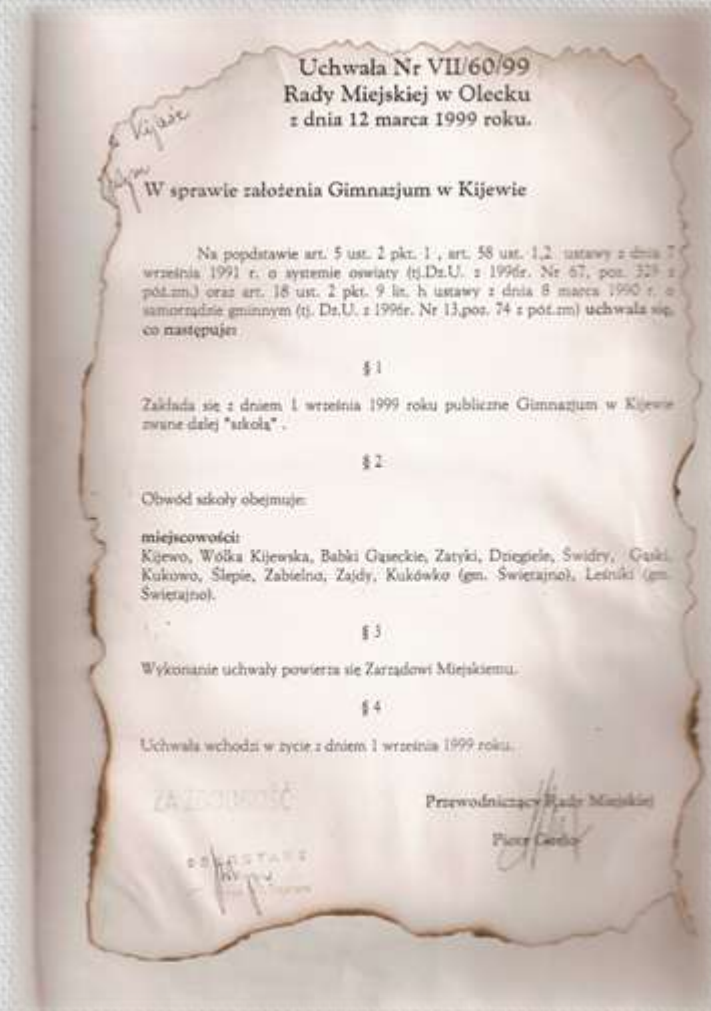 Uchwała Nr VII/60/99
Rady Miejskiej w Olecku
z dnia 12 marca 1999 roku.
Kijewie
W sprawie założenia Gimnazjum w Kijewie
Na popdstawie art. 5 ust. 2 pkt. 1 , art. 58 ust. 1,2 ustawy z dnia 7
września 1991 r. o systemie oswiaty (tj.Dz.U. z 1996r. Nr 67, poz. 329 z
póź.zm.) oraz art. 18 ust. 2 pkt. 9 lit. h ustawy z dnia 8 marca 1990 r. o
samorządzie gminnym (tj. Dz.U. z 1996r. Nr 13,poz. 74 z póź.zm) uchwala się,
co następuje:
§ 1
Zakłada się z dniem 1 września 1999 roku publiczne Gimnazjum w Kijewie
zwane dalej "szkołą" .
§ 2
Obwód szkoły obejmuje:
miejscowości:
Kijewo, Wólka Kijewska, Babki Gąseckie, Zatyki, Dzięgiele, Świdry, Gąski,
Kukowo, Ślepie, Zabielno, Zajdy, Kukówko (gm. Świętajno), Leśniki (gm.
Świętajno).
§ 3
Wykonanie uchwały powierza się Zarządowi Miejskiemu.
§ 4
Uchwała wchodzi w życie z dniem 1 września 1999 roku.
ZA ZGODNOŚĆ
Przewodniczący Rady Miejskiej
Piotr